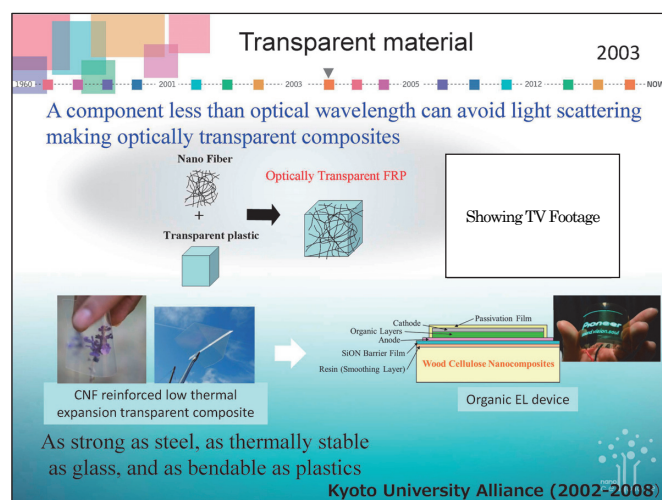 Transparent material
2003
1960
2001
2003
2005
2012
NOW
A component less than optical wavelength can avoid light scattering
making optically transparent composites
Nano Fiber
+
Transparent plastic
Optically Transparent FRP
Showing TV Footage
Cathode
Passivation Film
Organic Layers
Anode
SiON Barrier Film
Resin (Smoothing Layer)
Wood Cellulose Nanocomposites
Pioneer
CNF reinforced low thermal
expansion transparent composite
Organic EL device
As strong as steel, as thermally stable
as glass, and as bendable as plastics
Kyoto University Alliance (2002-2008)